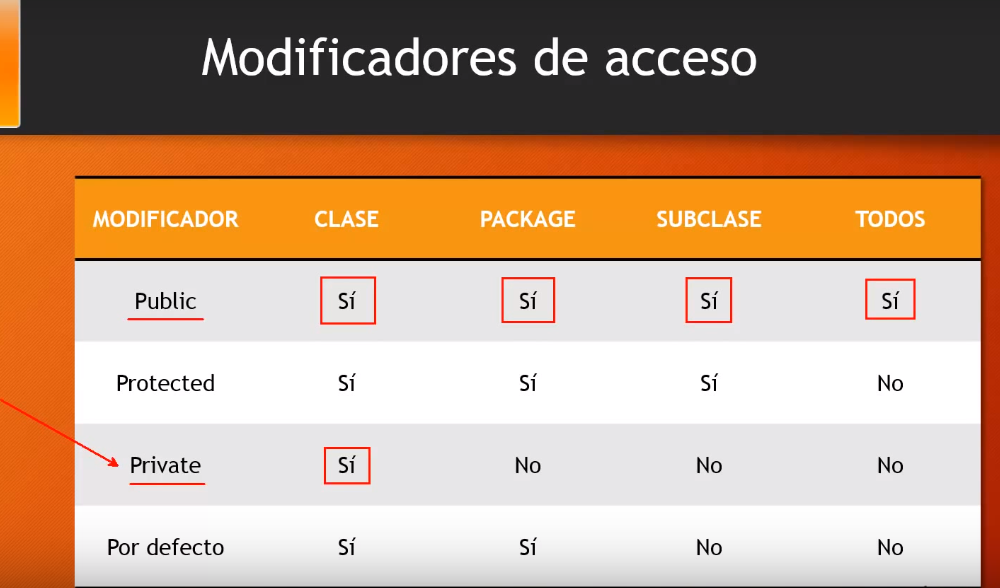 Modificadores de acceso
MODIFICADOR CLASE PACKAGE SUBCLASE TODOS
Public Sí Sí Sí Sí
Protected Sí Sí Sí No
Private Sí No No No
Por defecto Sí Sí No No